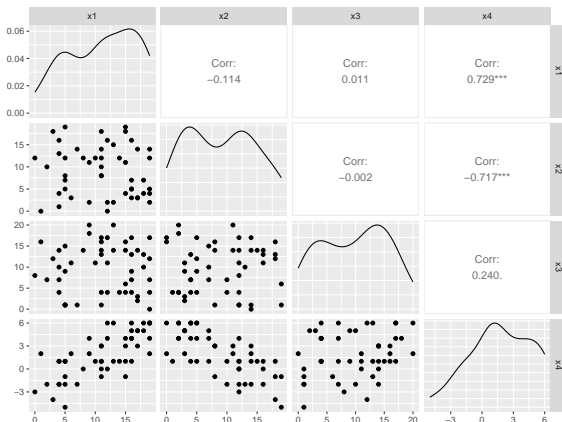 x1 x2 x3 x4
0.06
0.04
0.02
0.00
Corr:
−0.114
Corr:
0.011
Corr:
0.729***
x1
15
10
5
0
Corr:
−0.002
Corr:
−0.717***
x2
20
15
10
5
0
Corr:
0.240.
x3
6
3
0
−3
x4
0 5 10 15 0 5 10 15 0 5 10 15 20 −3 0 3 6